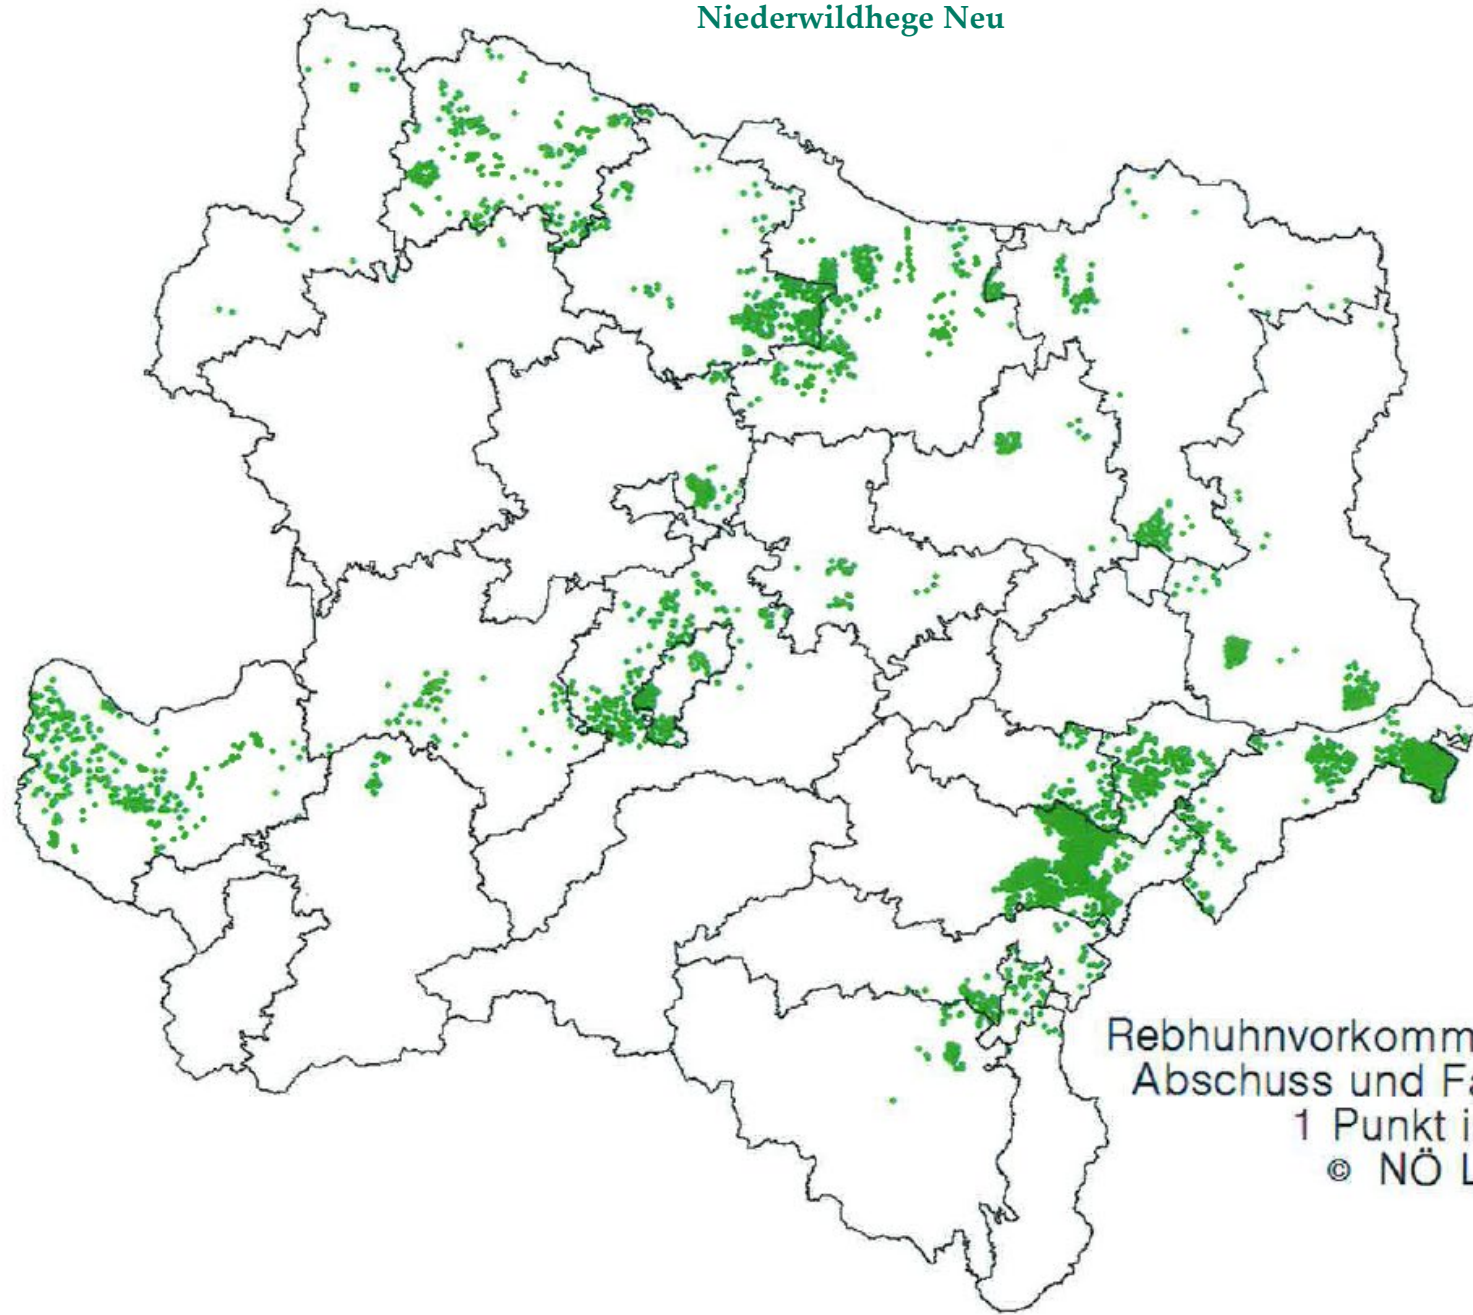 Niederwildhege Neu
Rebhuhnvorkomm
Abschuss und Fa
1 Punkt i
© NÖ L